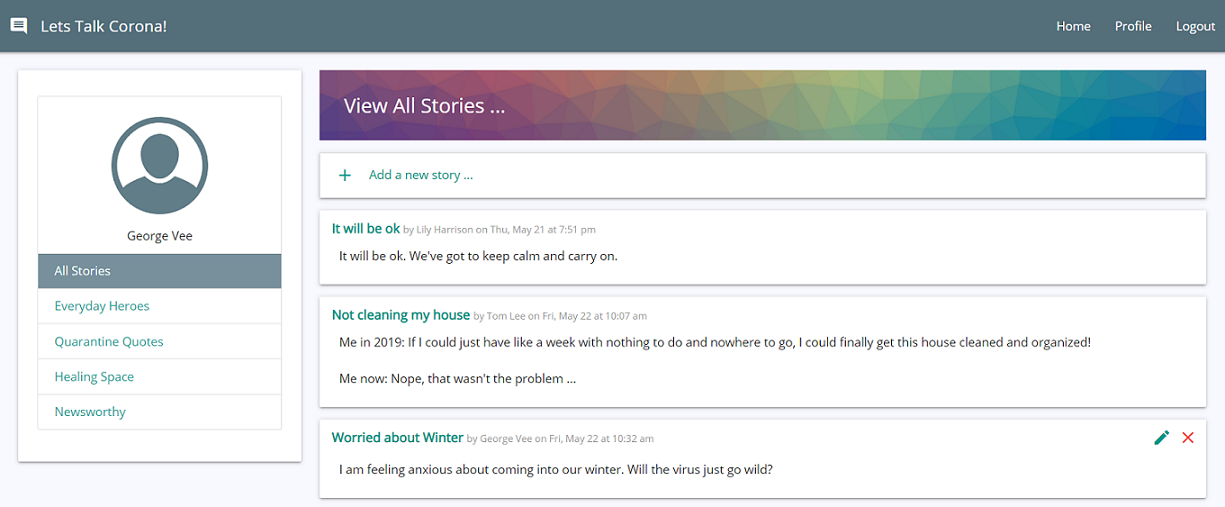 Lets Talk Corona!
Home Profile Logout
George Vee
All Stories
Everyday Heroes
Quarantine Quotes
Healing Space
Newsworthy
View All Stories ...
Add a new story ...
It will be ok by Lily Harrison on Thu, May 21 at 7:51 pm
It will be ok. We've got to keep calm and carry on.
Not cleaning my house by Tom Lee on Fri, May 22 at 10:07 am
Me in 2019: If I could just have like a week with nothing to do and nowhere to go, I could finally get this house cleaned and organized!
Me now: Nope, that wasn't the problem ...
Worried about Winter by George Vee on Fri, May 22 at 10:32 am
I am feeling anxious about coming into our winter. Will the virus just go wild?